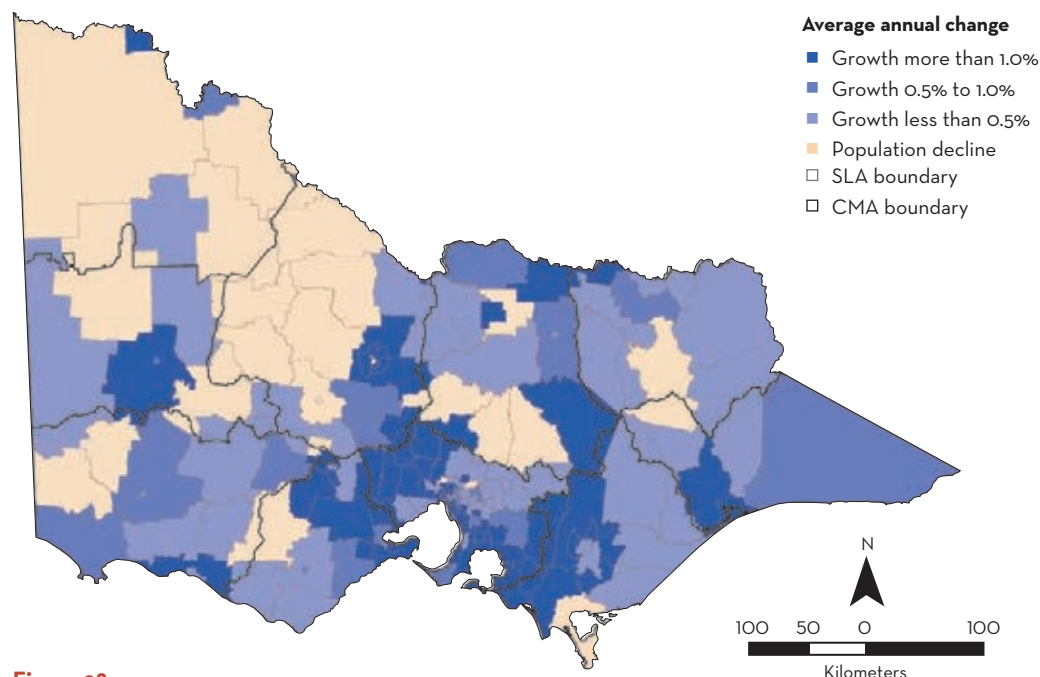 Average annual change
Growth more than 1.0%
Growth 0.5% to 1.0%
Growth less than 0.5%
Population decline
SLA boundary
CMA boundary
N
100 50 0 100
Kilometers